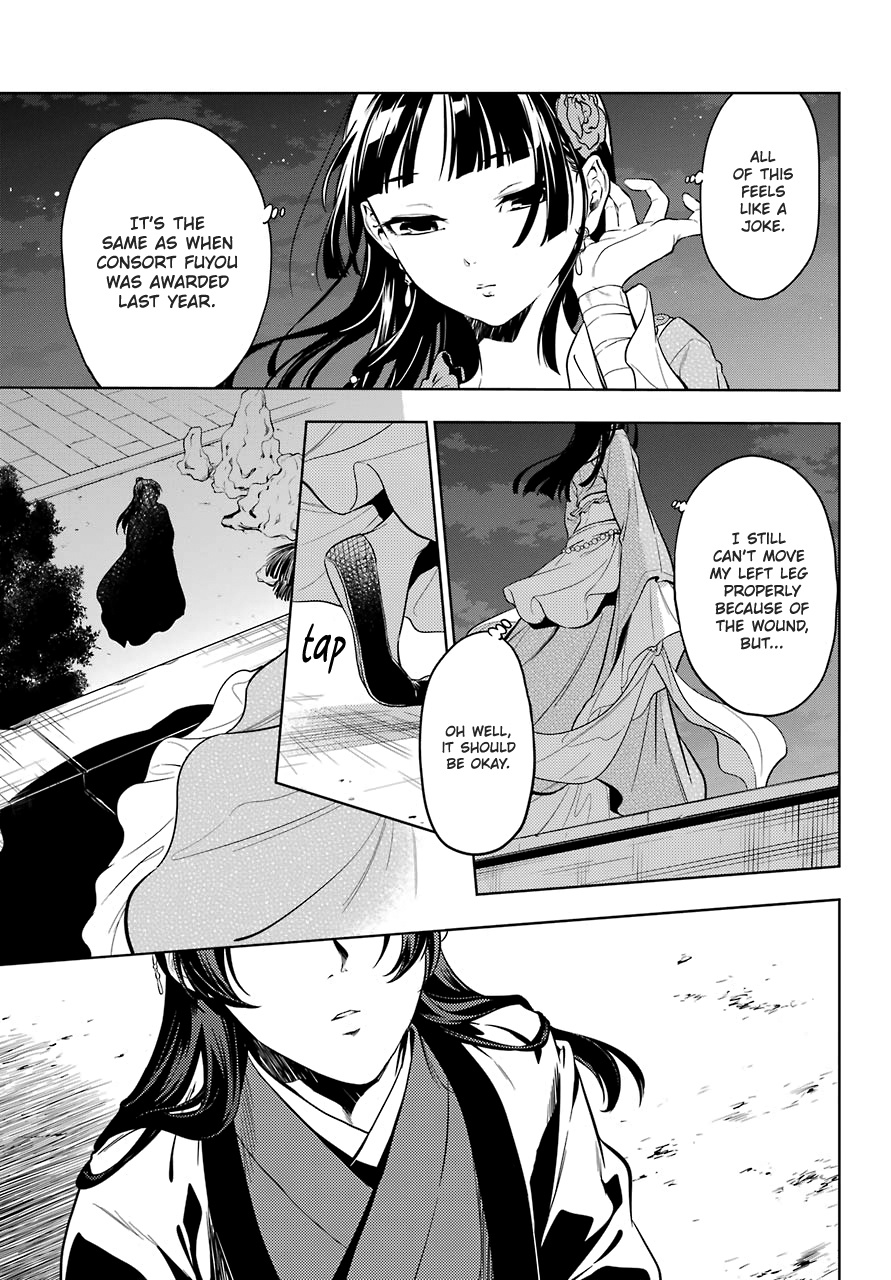 ALL
OF THIS
FEELS
LIKE A
JOKE.
IT'S THE
SAME AS WHEN
CONSORT FUYOU
WAS AWARDED
LAST YEAR.
I STILL
CAN'T MOVE
MY LEFT LEG
PROPERLY
BECAUSE OF
THE WOUND,
BUT...
OH WELL,
IT SHOULD
BE OKAY.
tap